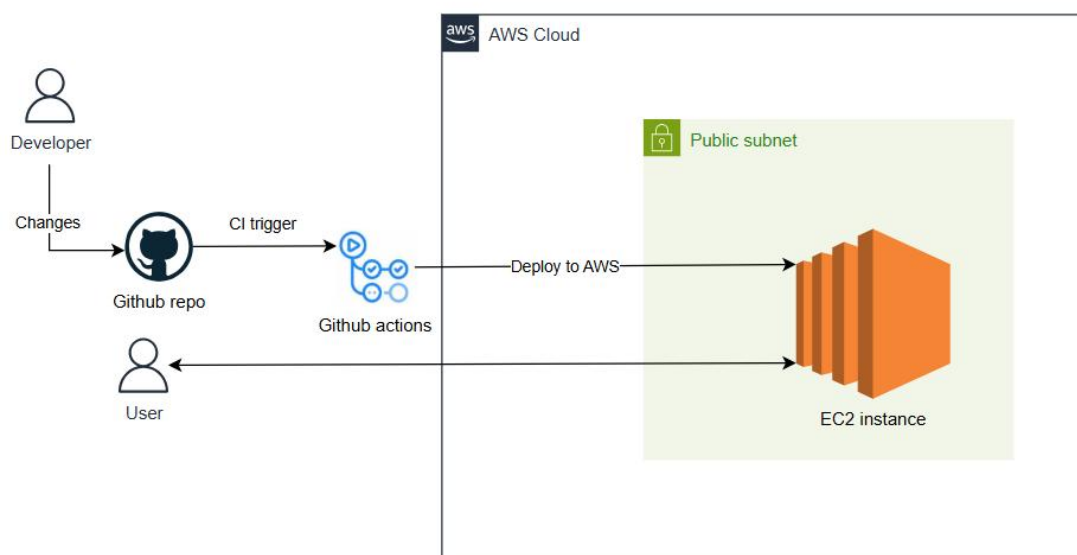 aws
AWS Cloud
Developer
Public subnet
Changes
CI trigger
Deploy to AWS
Github repo
Github actions
User
EC2 instance